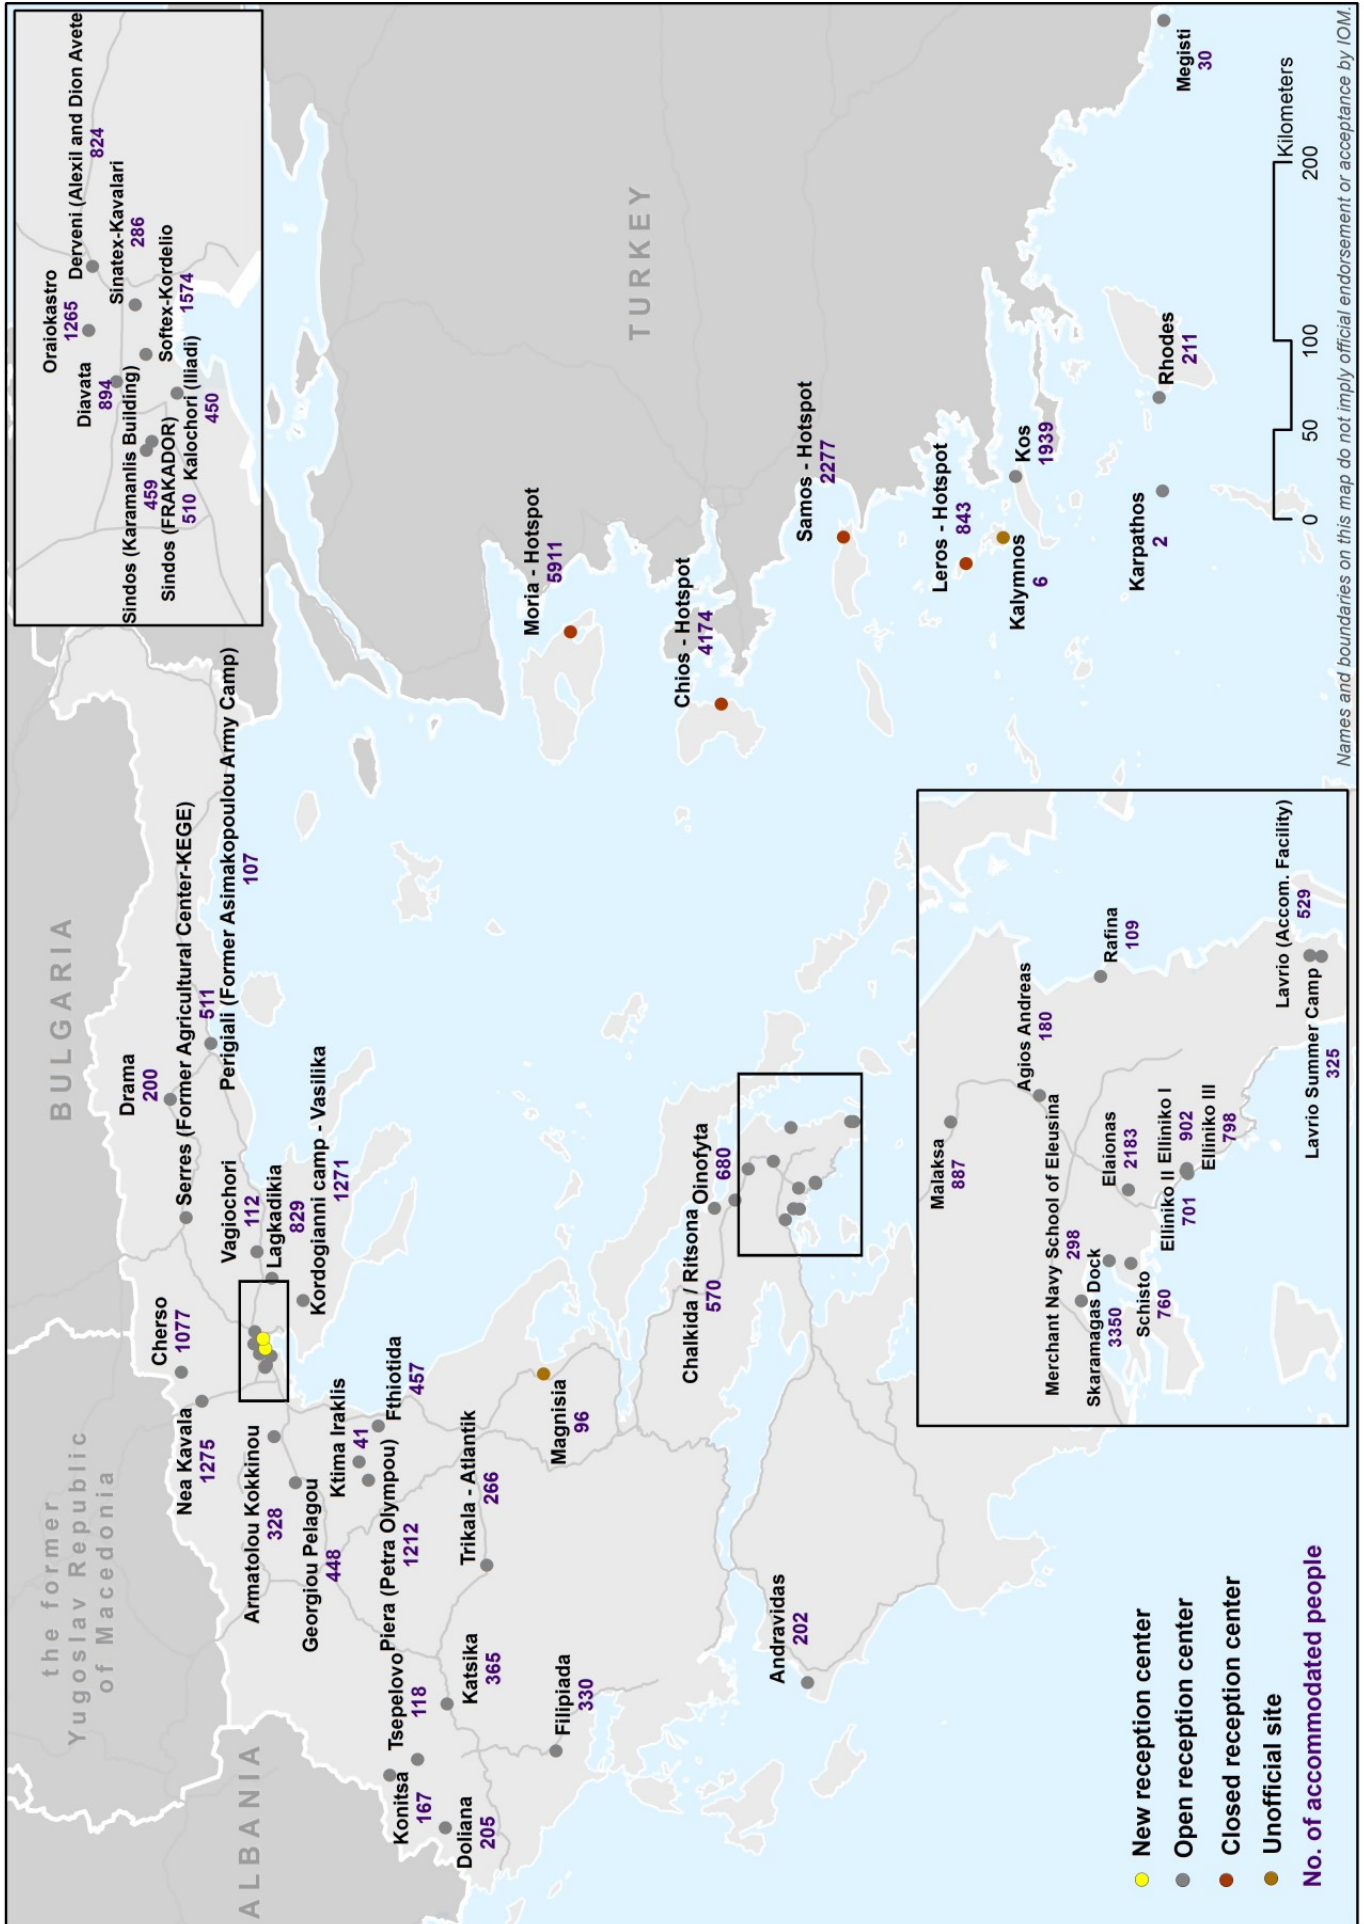 BULGARIA
the former
Yugoslav Republic
of Macedonia
ALBANIA
TURKEY
Oraiokastro
1265
Derveni (Alexil and Dion Avete
824
Diavata
894
Sinatex-Kavalari
286
Sindos (Karamanlis Building)
459
Softex-Kordelio
1574
Sindos (FRAKADOR)
510
Kalochori (Iliadi)
450
Drama
200
Serres (Former Agricultural Center-KEGE)
511
Perigiali (Former Asimakopoulou Army Camp)
107
Cherso
1077
Nea Kavala
1275
Vagiochori
112
Lagkadikia
829
Kordogianni camp - Vasilika
1271
Armatolou Kokkinou
328
Georgiou Pelagou
448
Ktima Iraklis
41
Fthiotida
457
Piera (Petra Olympou)
1212
Tsepelovo
118
Konitsa
167
Doliana
205
Katsika
365
Trikala - Atlantik
266
Filipiada
330
Magnisia
96
Moria - Hotspot
5911
Chios - Hotspot
4174
Samos - Hotspot
2277
Chalkida / Ritsona
570
Oinofyta
680
Andravidas
202
Leros - Hotspot
843
Kalymnos
6
Kos
1939
Rhodes
211
Karpathos
2
Megisti
30
Malaksa
887
Agios Andreas
180
Merchant Navy School of Eleusina
298
Rafina
109
Skaramagas Dock
3350
Elaionas
2183
Schisto
760
Elliniko II
701
Elliniko I
902
Elliniko III
798
Lavrio (Accom. Facility)
529
Lavrio Summer Camp
325
New reception center
Open reception center
Closed reception center
Unofficial site
No. of accommodated people
Kilometers
0 50 100 200
Names and boundaries on this map do not imply official endorsement or acceptance by IOM.